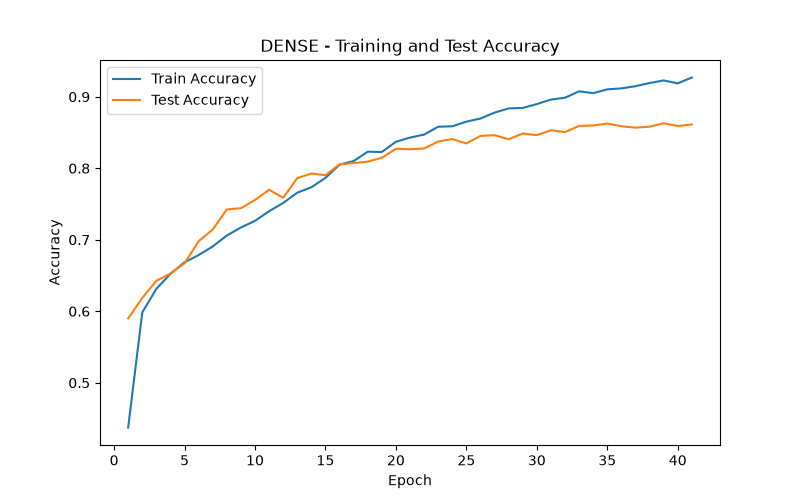 DENSE - Training and Test Accuracy
Train Accuracy
Test Accuracy
0.9
0.8
0.7
0.6
0.5
Accuracy
0 5 10 15 20 25 30 35 40
Epoch